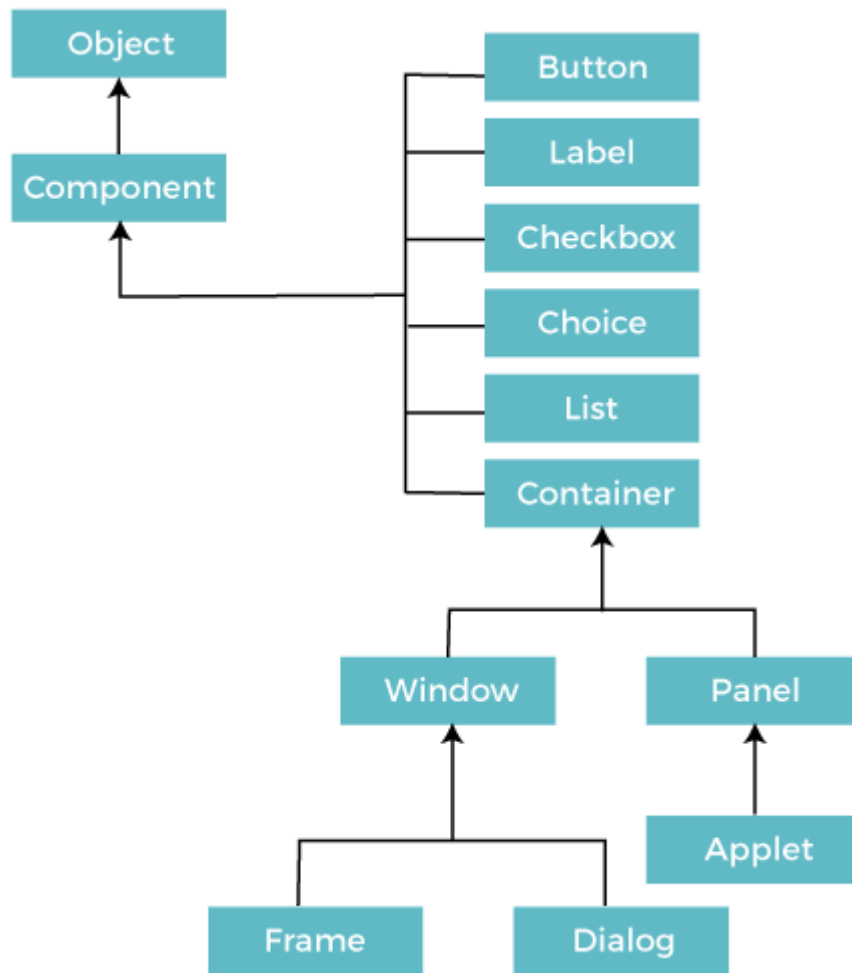 Object
Button
Label
Component
Checkbox
Choice
List
Container
Window
Panel
Applet
Frame
Dialog